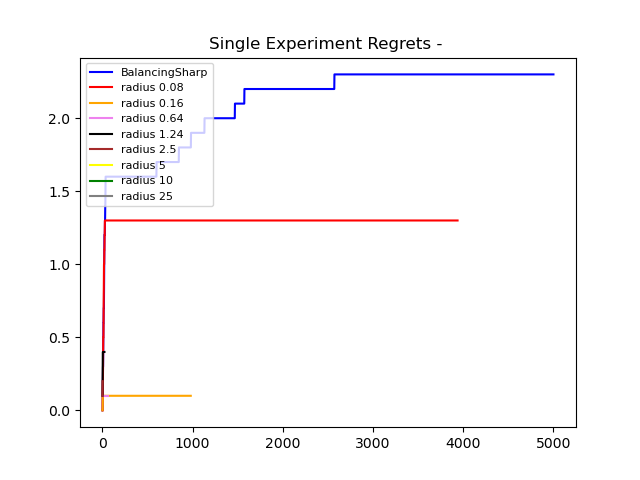 Single Experiment Regrets -
BalancingSharp
radius 0.08
radius 0.16
radius 0.64
radius 1.24
radius 2.5
radius 5
radius 10
radius 25
2.0
1.5
1.0
0.5
0.0
0 1000 2000 3000 4000 5000